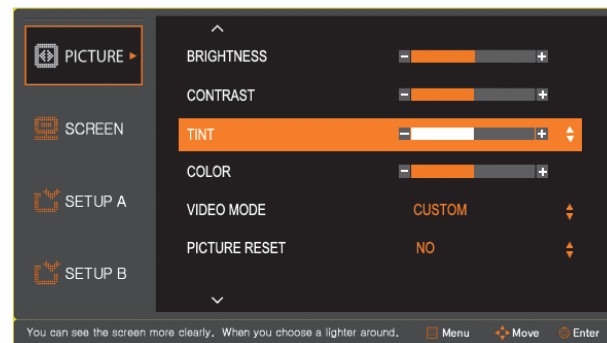 PICTURE
SCREEN
SETUP A
SETUP B
BRIGHTNESS
CONTRAST
TINT
COLOR
VIDEO MODE CUSTOM
PICTURE RESET NO
You can see the screen more clearly. When you choose a lighter around. Menu Move Enter